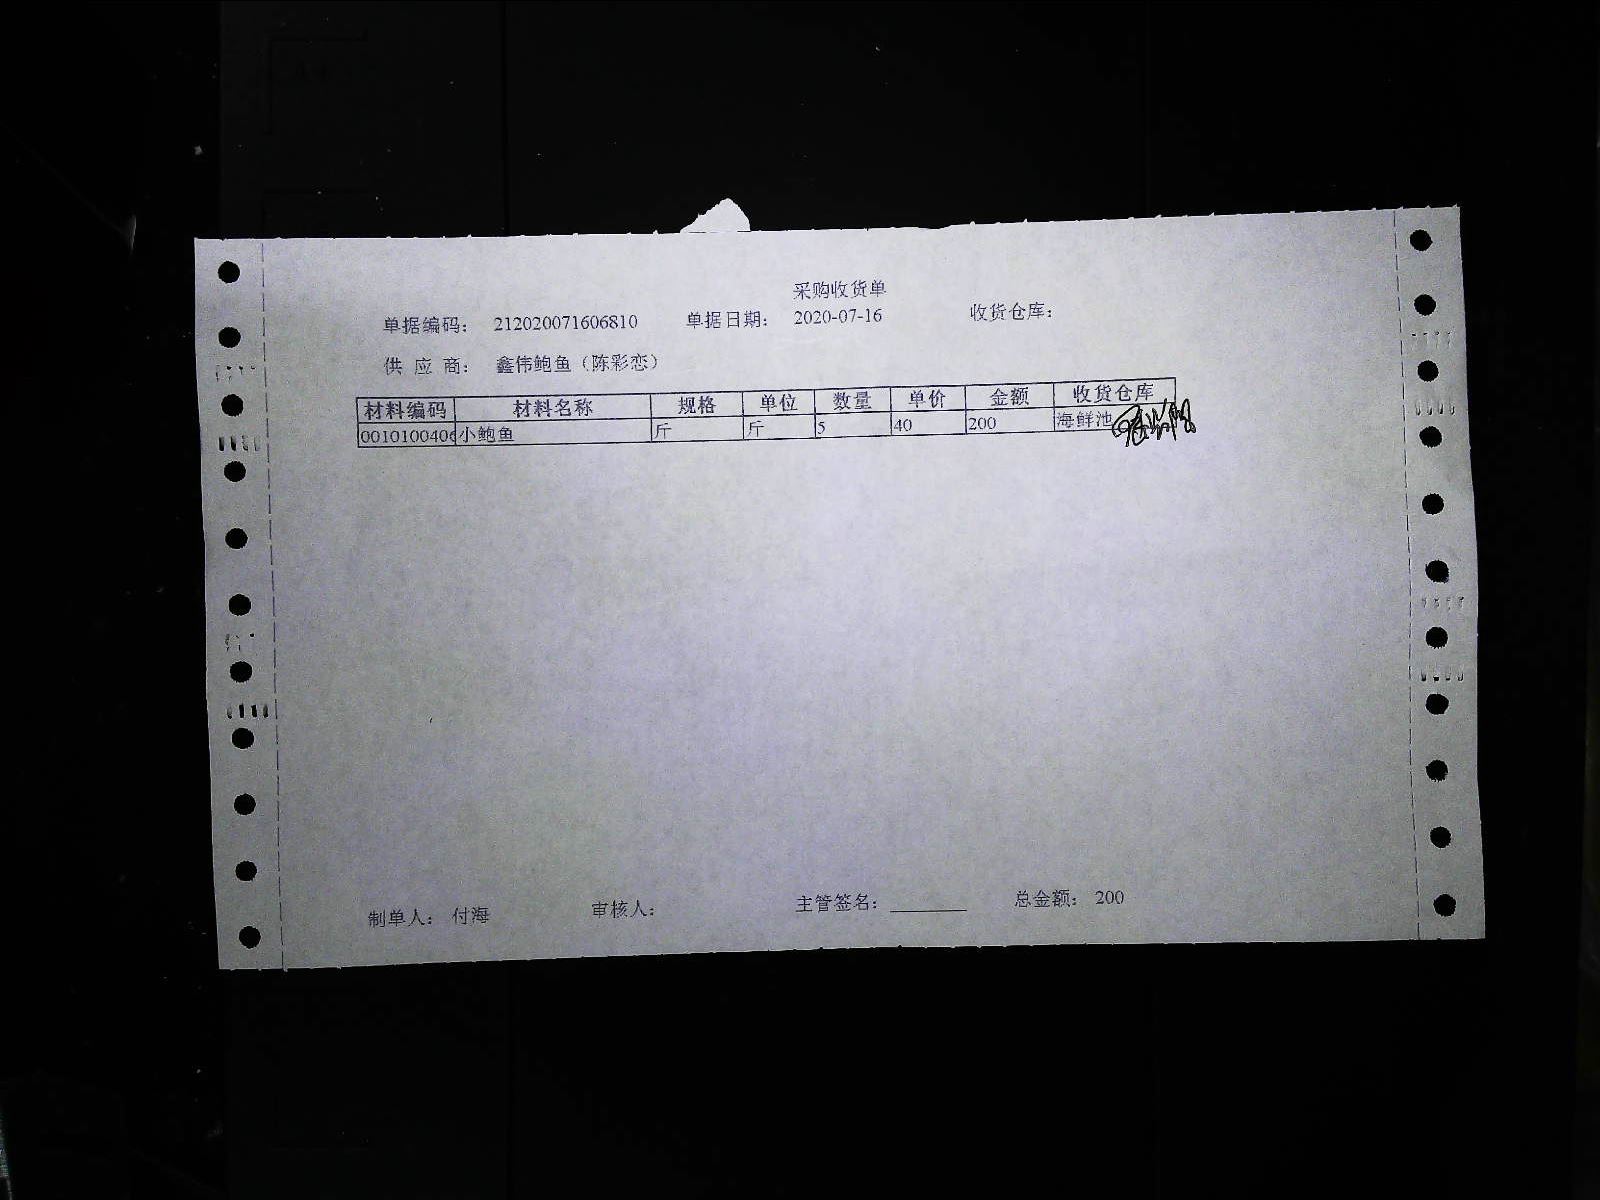 采购收货单
单据编码： 212020071606810 单据日期： 2020-07-16 收货仓库：
供 应 商： 鑫伟鲍鱼（陈彩恋）
材料编码 材料名称 规格 单位 数量 单价 金额 收货仓库
001010040 小鲍鱼 斤 斤 5 40 200 海鲜池
制单人： 付海 审核人： 主管签名： ________ 总金额： 200